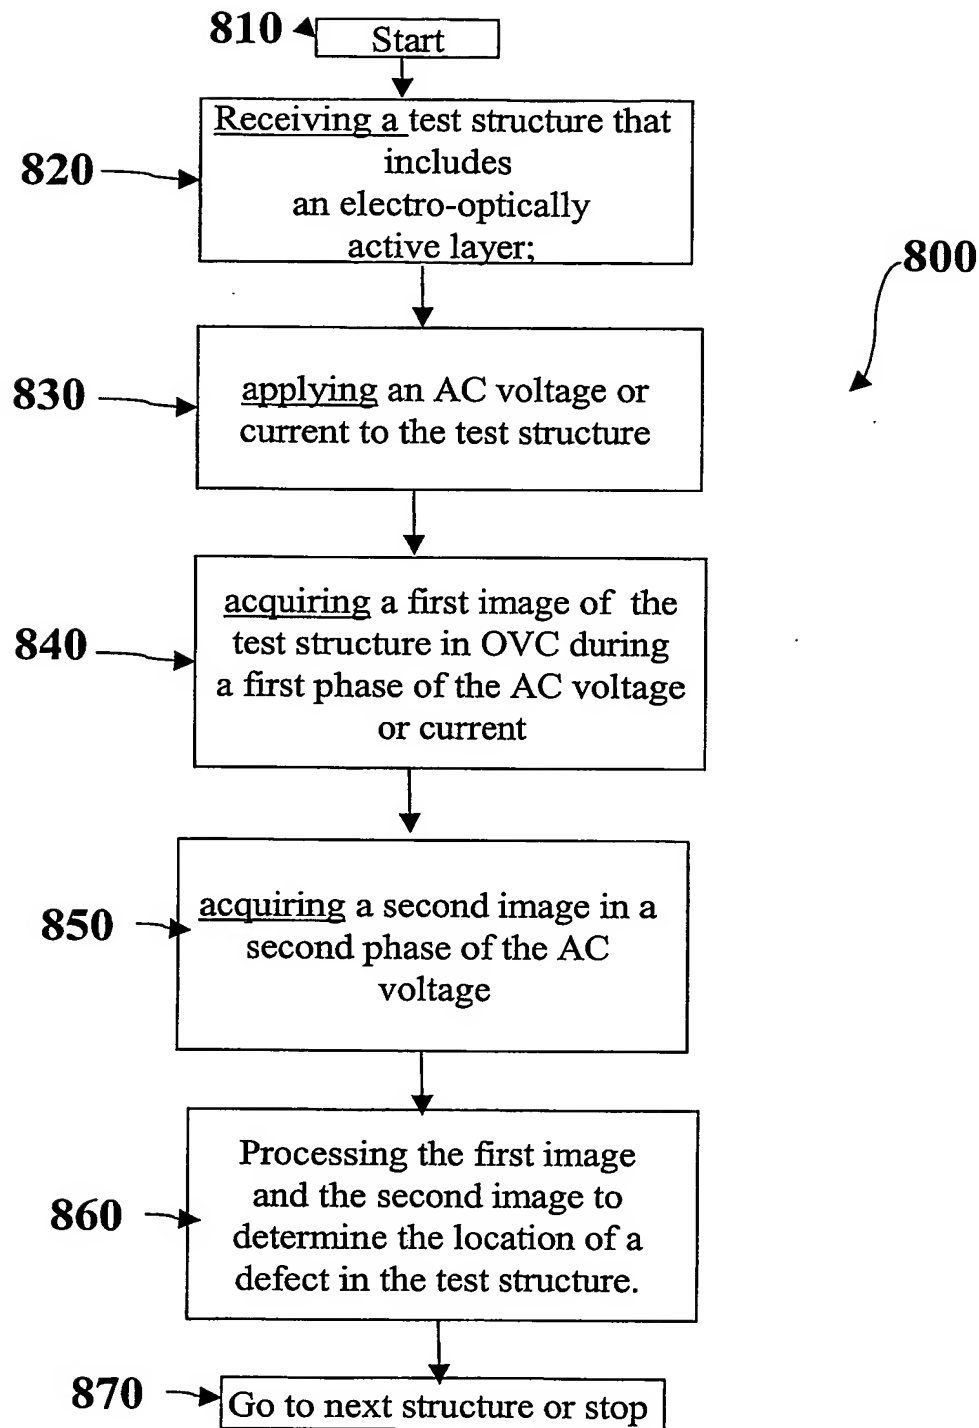 810
Start
820
Receiving a test structure that
includes
an electro-optically
active layer;
800
830
applying an AC voltage or
current to the test structure
840
acquiring a first image of the
test structure in OVC during
a first phase of the AC voltage
or current
850
acquiring a second image in a
second phase of the AC
voltage
860
Processing the first image
and the second image to
determine the location of a
defect in the test structure.
870
Go to next structure or stop